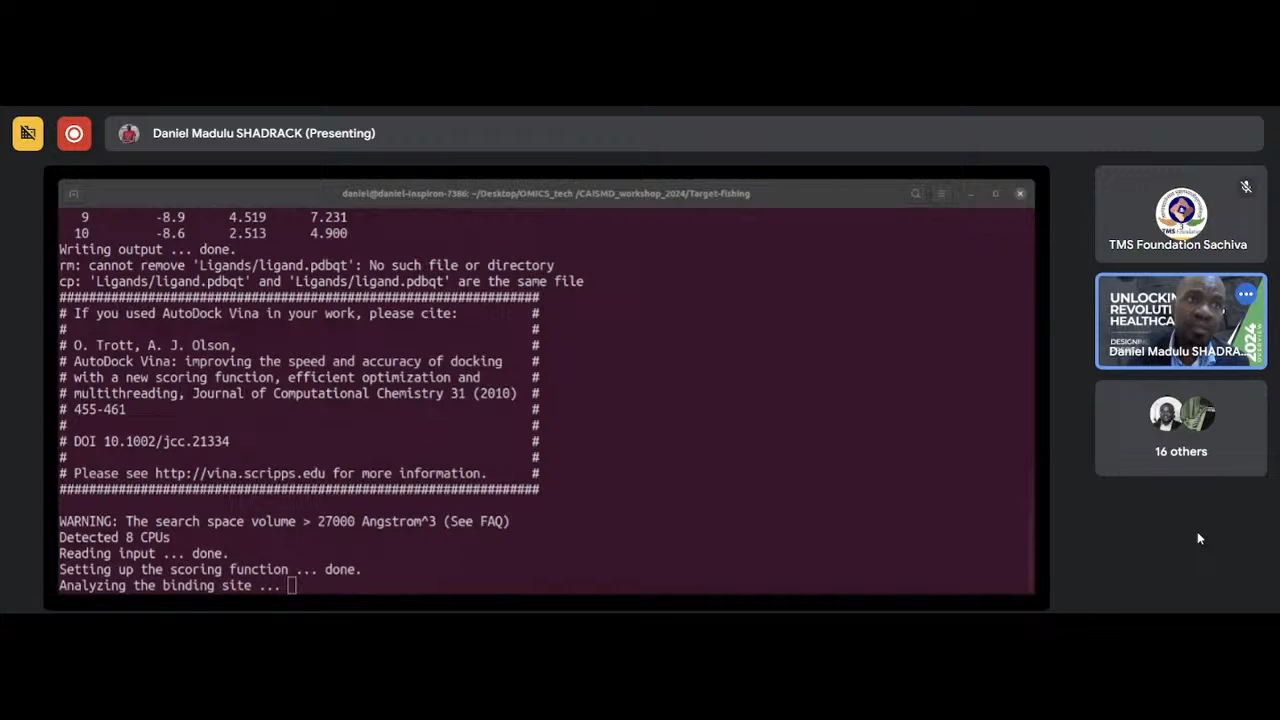 Daniel Madulu SHADRACK (Presenting)
daniel@daniel-Inspiron-7386: ~/Desktop/OMICS_tech /CAISMD_workshop_2024/Target-fishing
9 -8.9 4.519 7.231
10 -8.6 2.513 4.900
Writing output ... done.
rm: cannot remove 'Ligands/ligand.pdbqt': No such file or directory
cp: 'Ligands/ligand.pdbqt' and 'Ligands/ligand.pdbqt' are the same file
#################################################################
# If you used AutoDock Vina in your work, please cite: #
# #
# O. Trott, A. J. Olson, #
# AutoDock Vina: improving the speed and accuracy of docking #
# with a new scoring function, efficient optimization and #
# multithreading, Journal of Computational Chemistry 31 (2010) #
# 455-461 #
# #
# DOI 10.1002/jcc.21334 #
# #
# Please see http://vina.scripps.edu for more information. #
#################################################################
WARNING: The search space volume > 27000 Angstrom^3 (See FAQ)
Detected 8 CPUs
Reading input ... done.
Setting up the scoring function ... done.
Analyzing the binding site ...
TMS Foundation
TMS Foundation Sachiva
UNLOCKIN
REVOLUTI
HEALTHCA
DESIGNING
2024
Daniel Madulu SHADRA...
16 others